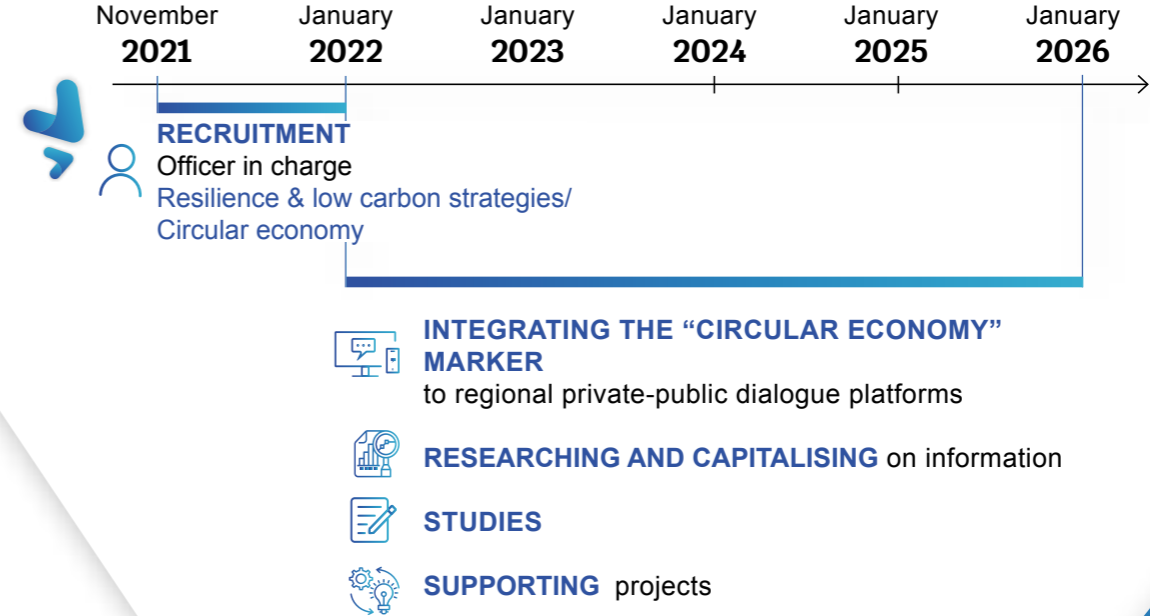 November January January January January January
2021 2022 2023 2024 2025 2026
RECRUITMENT
Officer in charge
Resilience & low carbon strategies/
Circular economy
INTEGRATING THE “CIRCULAR ECONOMY”
MARKER
to regional private-public dialogue platforms
RESEARCHING AND CAPITALISING on information
STUDIES
SUPPORTING projects